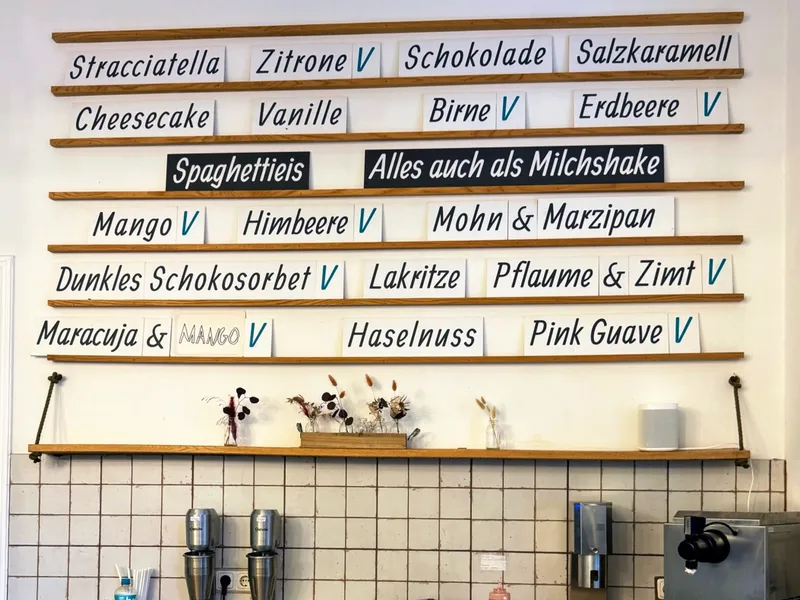 Stracciatella Zitrone V Schokolade Salzkaramell
Cheesecake Vanille Birne V Erdbeere V
Spaghettieis Alles auch als Milchshake
Mango V Himbeere V Mohn & Marzipan
Dunkles Schokosorbet V Lakritze Pflaume & Zimt V
Maracuja & MANGO V Haselnuss Pink Guave V